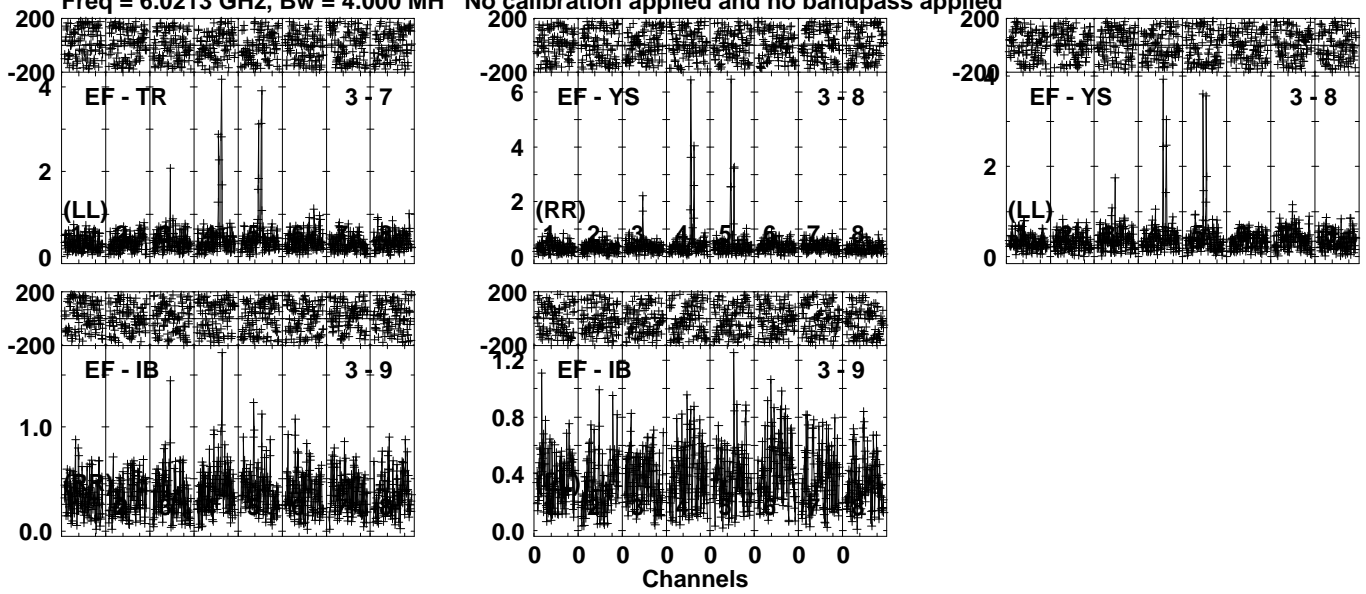 Freq = 6.0213 GHz, Bw = 4.000 MH No calibration applied and no bandpass applied
200
-200
EF - TR 3 - 7
4
2
0
(LL)
200
-200
EF - YS 3 - 8
6
4
2
0
(RR)
1 2 3 4 5 6 7 8
200
-200
4
EF - YS 3 - 8
2
0
(LL)
200
-200
EF - IB 3 - 9
1.0
0.0
(RR)
200
-200
1.2
EF - IB 3 - 9
0.8
0.4
0.0
0 0 0 0 0 0 0 0
Channels